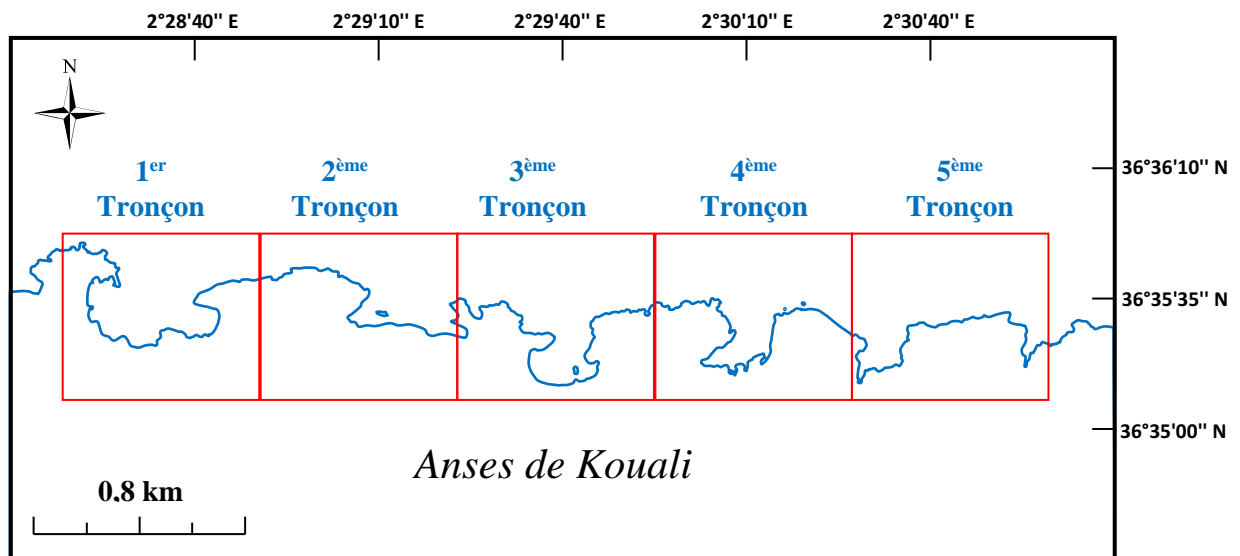 2°28'40'' E 2°29'10'' E 2°29'40'' E 2°30'10'' E 2°30'40'' E
N
1er 2ème 3ème 4ème 5ème
Tronçon Tronçon Tronçon Tronçon Tronçon
36°36'10'' N
36°35'35'' N
36°35'00'' N
Anses de Kouali
0,8 km